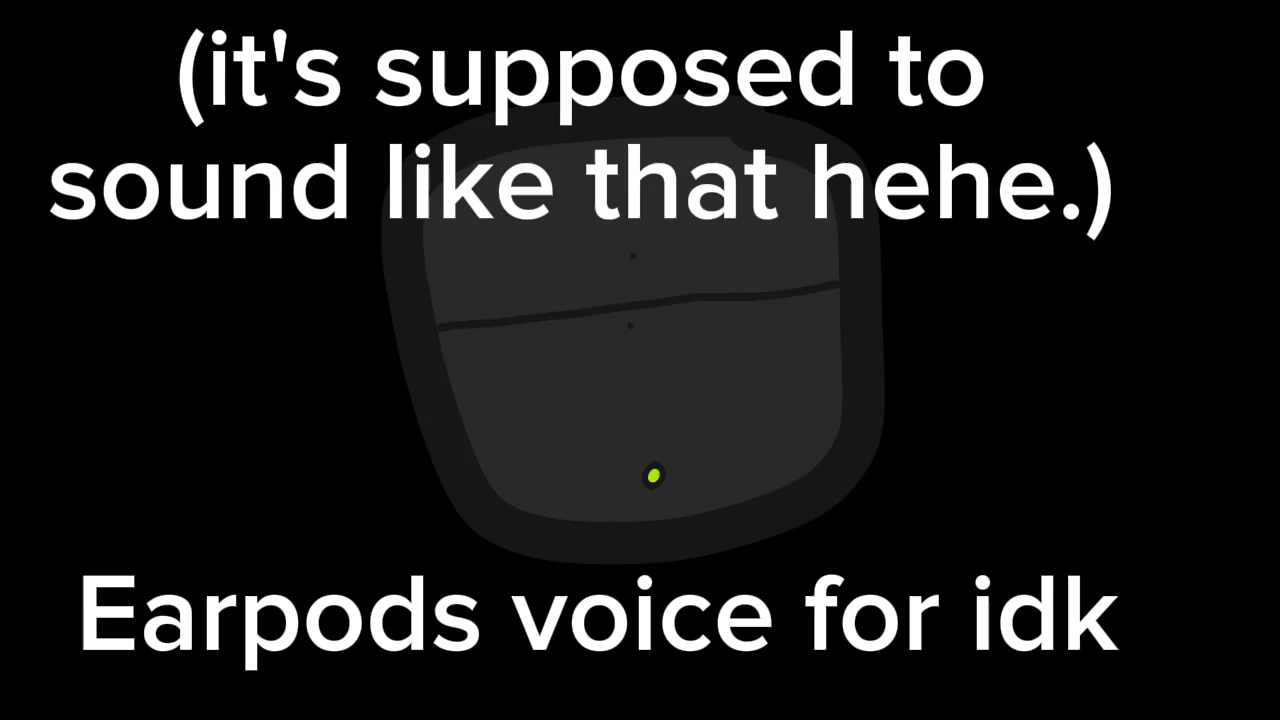 (it's supposed to
sound like that hehe.)
Earpods voice for idk